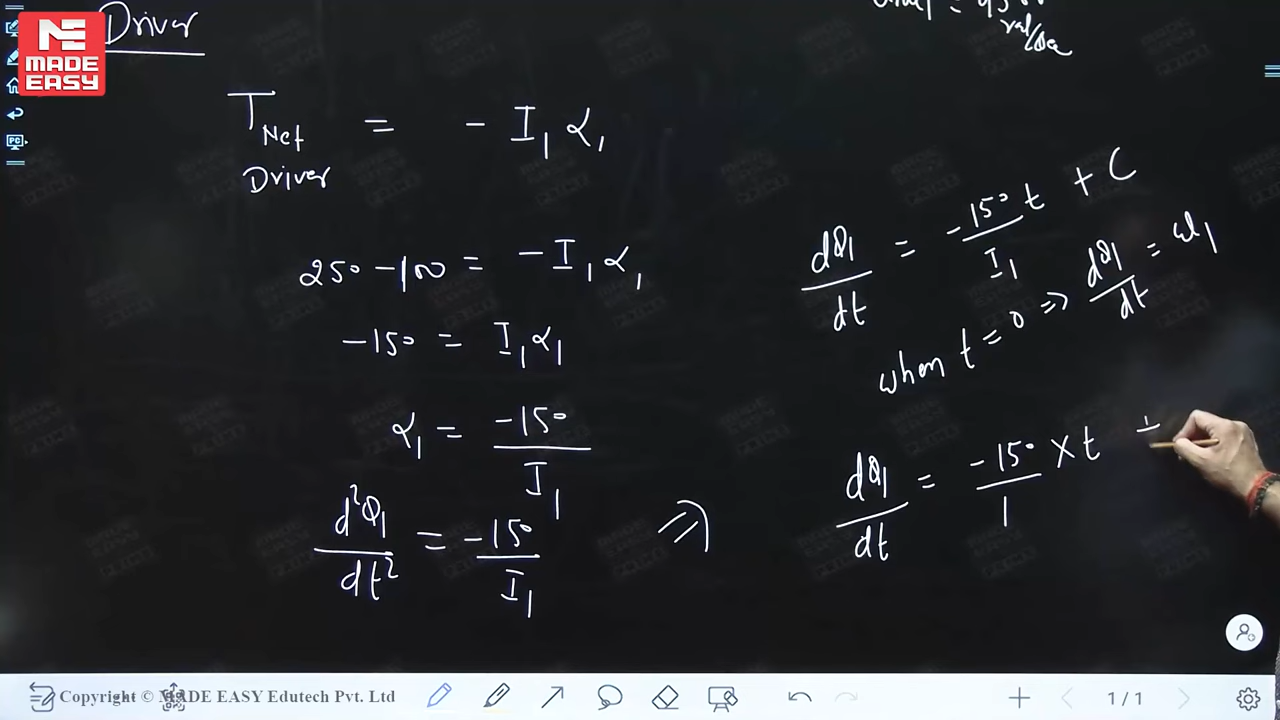 Driver
ME
MADE
EASY
rad/sec
T_Net Driver = - I₁ α₁
250 - 100 = - I₁ α₁
-150 = I₁ α₁
α₁ = -150 / I₁
d²θ₁/dt² = -150 / I₁ ⇒
dθ₁/dt = -150/I₁ t + C
when t = 0 ⇒ dθ₁/dt = ω₁
dθ₁/dt = -150/1 × t +
Copyright © MADE EASY Edutech Pvt. Ltd
1 / 1